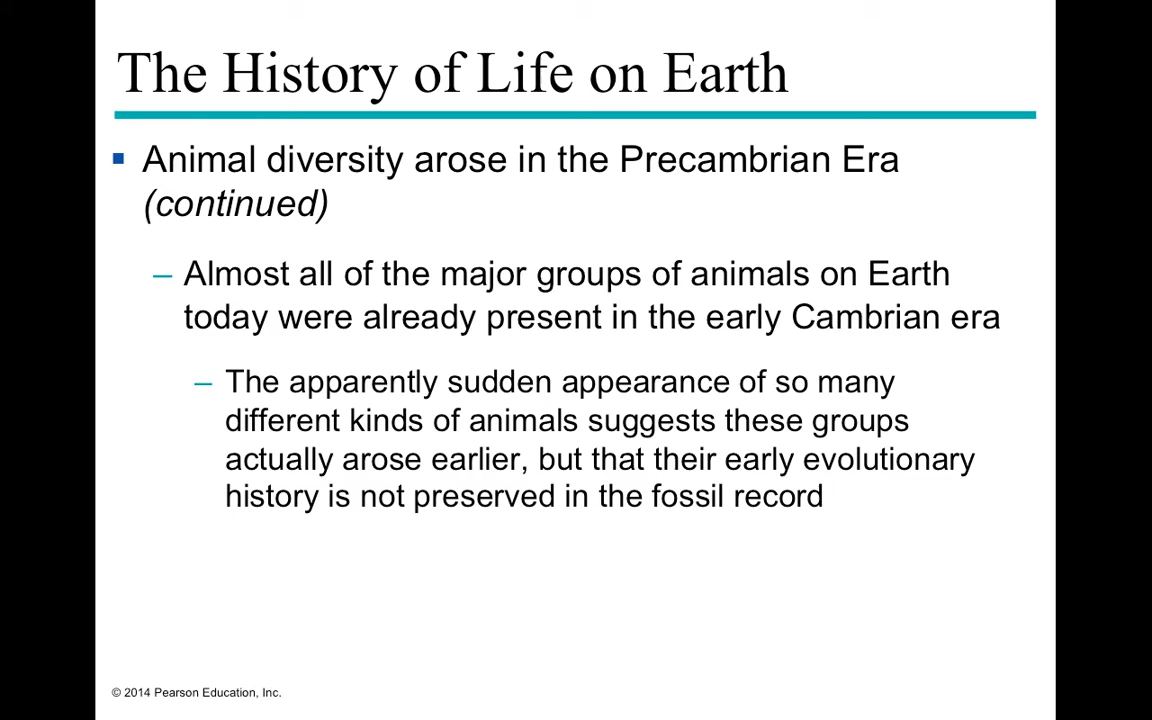 The History of Life on Earth
▪ Animal diversity arose in the Precambrian Era
(continued)
– Almost all of the major groups of animals on Earth
today were already present in the early Cambrian era
– The apparently sudden appearance of so many
different kinds of animals suggests these groups
actually arose earlier, but that their early evolutionary
history is not preserved in the fossil record
© 2014 Pearson Education, Inc.